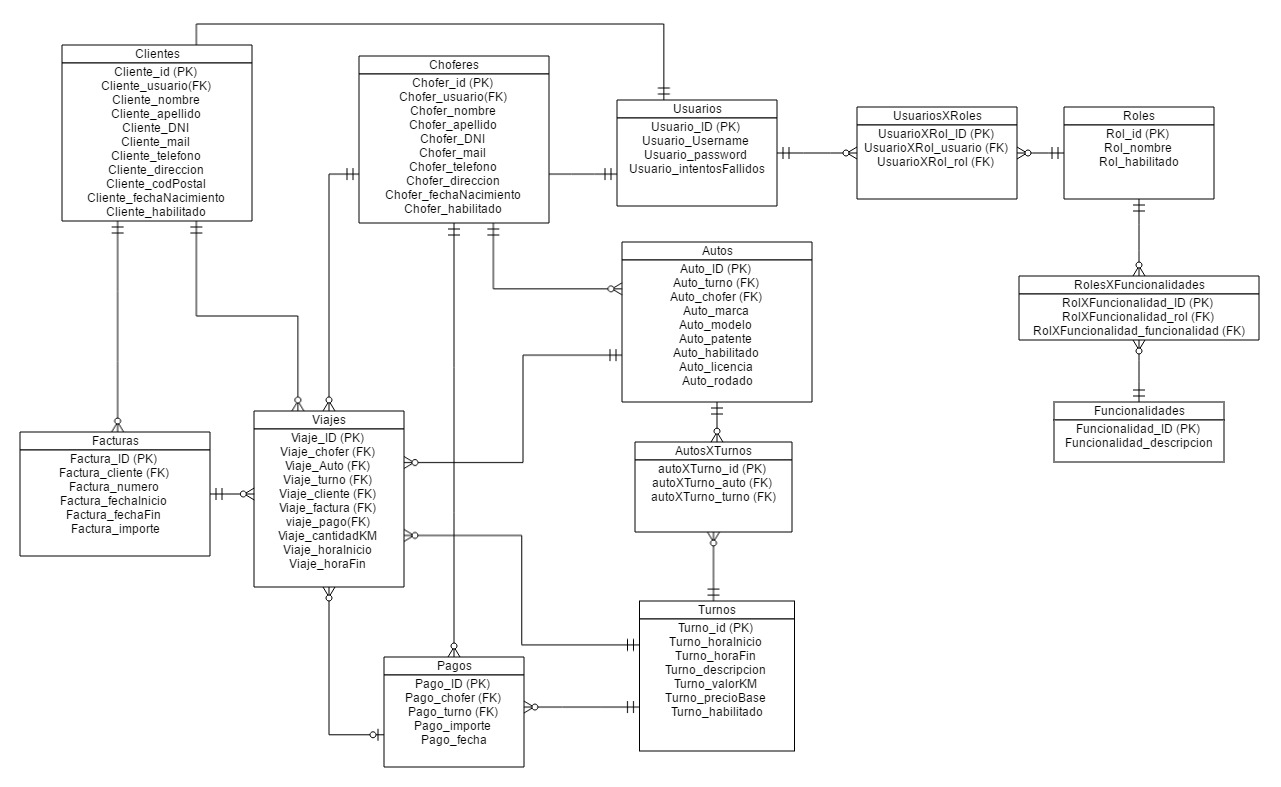 Clientes
Cliente_id (PK)
Cliente_usuario(FK)
Cliente_nombre
Cliente_apellido
Cliente_DNI
Cliente_mail
Cliente_telefono
Cliente_direccion
Cliente_codPostal
Cliente_fechaNacimiento
Cliente_habilitado
Choferes
Chofer_id (PK)
Chofer_usuario(FK)
Chofer_nombre
Chofer_apellido
Chofer_DNI
Chofer_mail
Chofer_telefono
Chofer_direccion
Chofer_fechaNacimiento
Chofer_habilitado
Usuarios
Usuario_ID (PK)
Usuario_Username
Usuario_password
Usuario_intentosFallidos
UsuariosXRoles
UsuarioXRol_ID (PK)
UsuarioXRol_usuario (FK)
UsuarioXRol_rol (FK)
Roles
Rol_id (PK)
Rol_nombre
Rol_habilitado
Autos
Auto_ID (PK)
Auto_turno (FK)
Auto_chofer (FK)
Auto_marca
Auto_modelo
Auto_patente
Auto_habilitado
Auto_licencia
Auto_rodado
RolesXFuncionalidades
RolXFuncionalidad_ID (PK)
RolXFuncionalidad_rol (FK)
RolXFuncionalidad_funcionalidad (FK)
Funcionalidades
Funcionalidad_ID (PK)
Funcionalidad_descripcion
Facturas
Factura_ID (PK)
Factura_cliente (FK)
Factura_numero
Factura_fechaInicio
Factura_fechaFin
Factura_importe
Viajes
Viaje_ID (PK)
Viaje_chofer (FK)
Viaje_Auto (FK)
Viaje_turno (FK)
Viaje_cliente (FK)
Viaje_factura (FK)
viaje_pago(FK)
Viaje_cantidadKM
Viaje_horaInicio
Viaje_horaFin
AutosXTurnos
autoXTurno_id (PK)
autoXTurno_auto (FK)
autoXTurno_turno (FK)
Turnos
Turno_id (PK)
Turno_horaInicio
Turno_horaFin
Turno_descripcion
Turno_valorKM
Turno_precioBase
Turno_habilitado
Pagos
Pago_ID (PK)
Pago_chofer (FK)
Pago_turno (FK)
Pago_importe
Pago_fecha